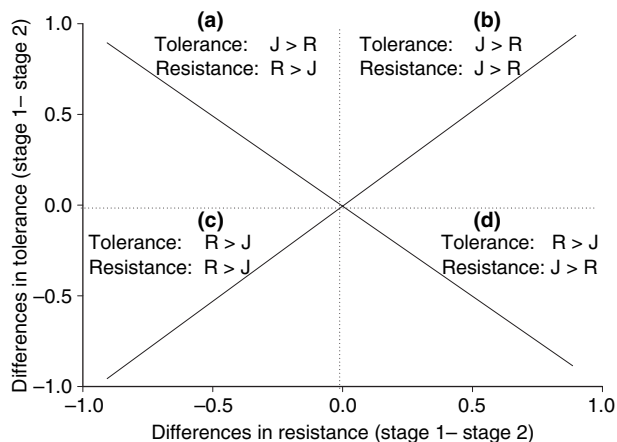 (a)
Tolerance: J > R
Resistance: R > J
(b)
Tolerance: J > R
Resistance: J > R
(c)
Tolerance: R > J
Resistance: R > J
(d)
Tolerance: R > J
Resistance: J > R
1.0
0.5
0.0
–0.5
–1.0
Differences in tolerance (stage 1– stage 2)
–1.0
–0.5
0.0
0.5
1.0
Differences in resistance (stage 1– stage 2)